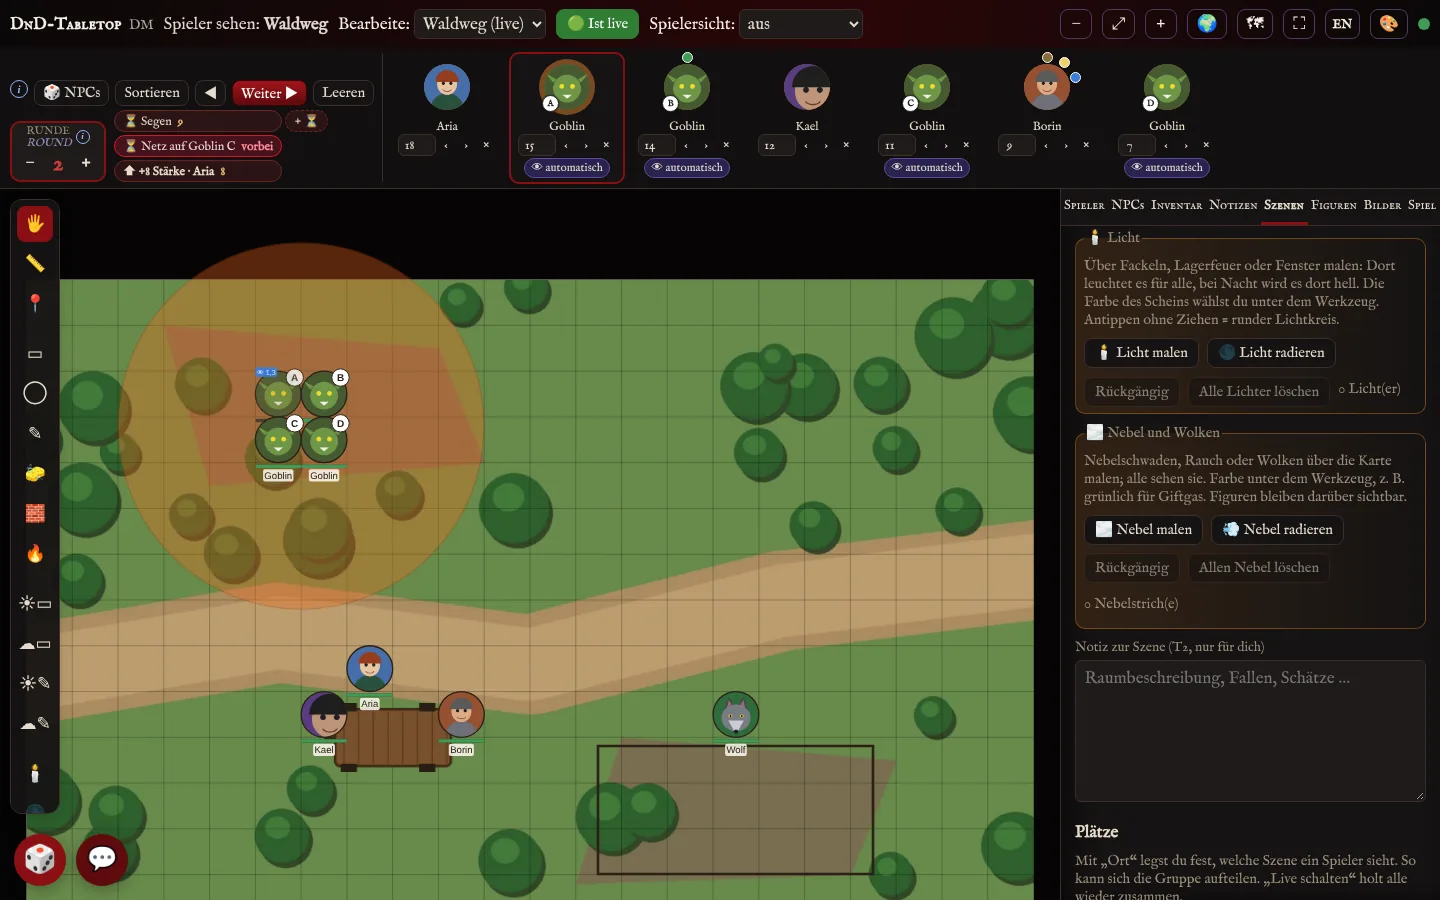 DnD-Tabletop DM Spieler sehen: Waldweg Bearbeite: Waldweg (live) Ist live Spielersicht: aus
EN
NPCs Sortieren Weiter Leeren
RUNDE
ROUND
− 2 +
Segen 9
Netz auf Goblin C vorbei
+8 Stärke · Aria 8
Aria
18
A
Goblin
15
automatisch
B
Goblin
14
automatisch
Kael
12
C
Goblin
11
automatisch
Borin
9
D
Goblin
7
automatisch
Spieler NPCs Inventar Notizen Szenen Figuren Bilder Spiel
1,3
A
B
C
D
Goblin
Goblin
Aria
Kael
Borin
Wolf
Licht
Über Fackeln, Lagerfeuer oder Fenster malen: Dort
leuchtet es für alle, bei Nacht wird es dort hell. Die
Farbe des Scheins wählst du unter dem Werkzeug.
Antippen ohne Ziehen = runder Lichtkreis.
Licht malen Licht radieren
Rückgängig Alle Lichter löschen 0 Licht(er)
Nebel und Wolken
Nebelschwaden, Rauch oder Wolken über die Karte
malen; alle sehen sie. Farbe unter dem Werkzeug, z. B.
grünlich für Giftgas. Figuren bleiben darüber sichtbar.
Nebel malen Nebel radieren
Rückgängig Allen Nebel löschen
0 Nebelstrich(e)
Notiz zur Szene (T2, nur für dich)
Raumbeschreibung, Fallen, Schätze ...
Plätze
Mit „Ort“ legst du fest, welche Szene ein Spieler sieht. So
kann sich die Gruppe aufteilen. „Live schalten“ holt alle
wieder zusammen.